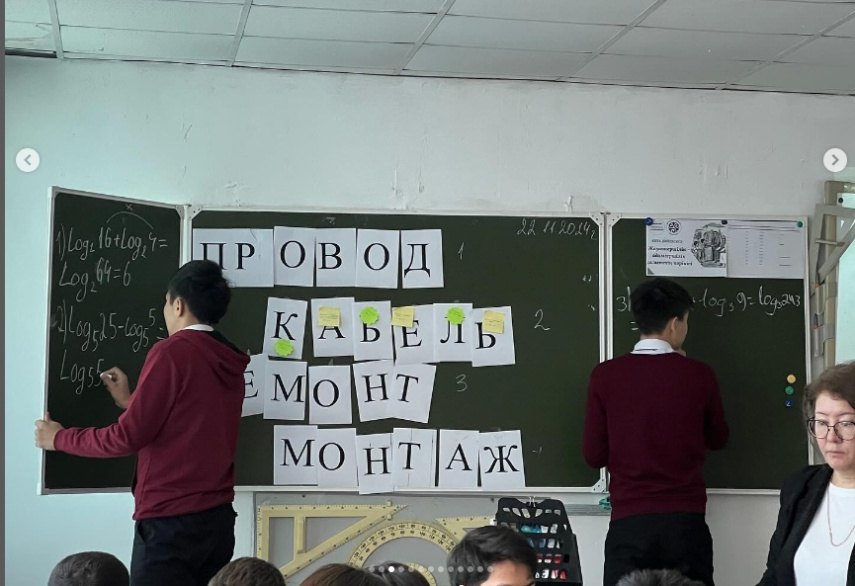 1) Log₂16+Log₂4=
Log₂64=6
2) Log₅25-log₅5=
Log₅5
22.11.2024
ПРОВОД 1
КАБЕЛЬ 2
ЕМОНТ 3
МОНТАЖ
-log₃9=log₃243